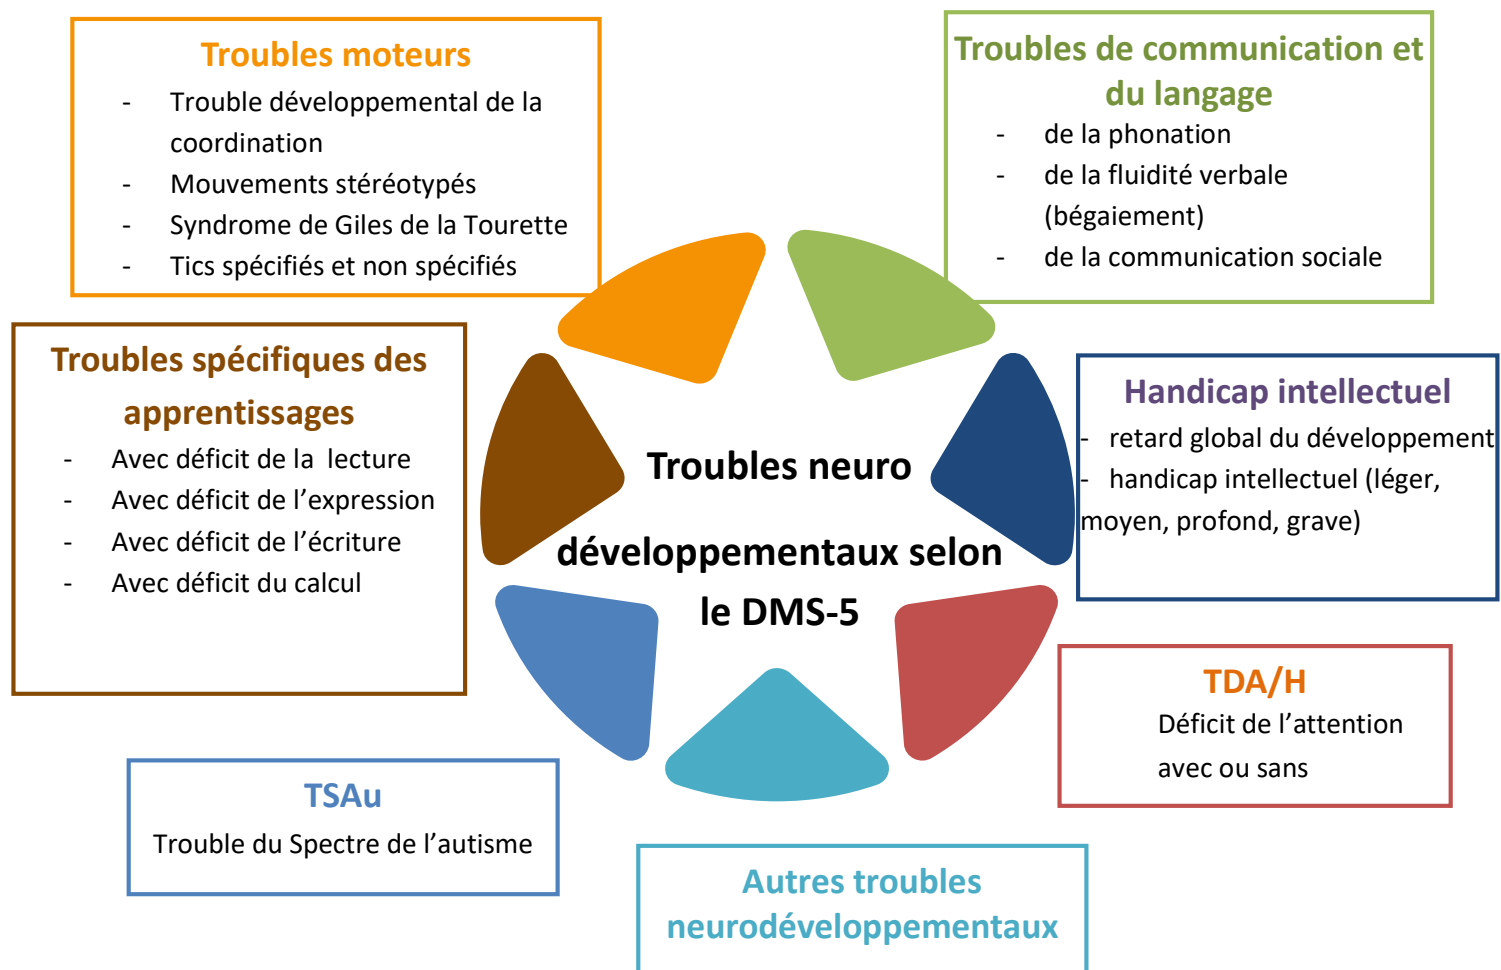 Troubles moteurs
- Trouble développemental de la
coordination
- Mouvements stéréotypés
- Syndrome de Giles de la Tourette
- Tics spécifiés et non spécifiés
Troubles de communication et
du langage
- de la phonation
- de la fluidité verbale
(bégaiement)
- de la communication sociale
Troubles spécifiques des
apprentissages
- Avec déficit de la lecture
- Avec déficit de l’expression
- Avec déficit de l’écriture
- Avec déficit du calcul
Troubles neuro
développementaux selon
le DMS-5
Handicap intellectuel
- retard global du développement
- handicap intellectuel (léger,
moyen, profond, grave)
TDA/H
Déficit de l’attention
avec ou sans
TSAu
Trouble du Spectre de l’autisme
Autres troubles
neurodéveloppementaux